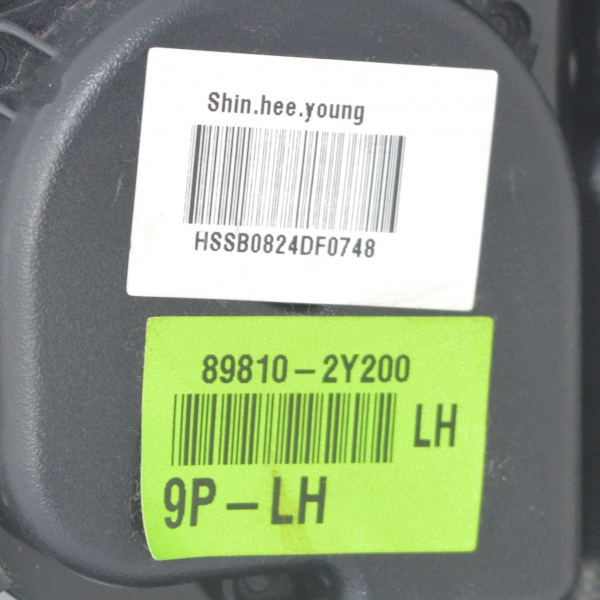 Shin.hee.young
HSSB0824DF0748
89810-2Y200
LH
9P-LH